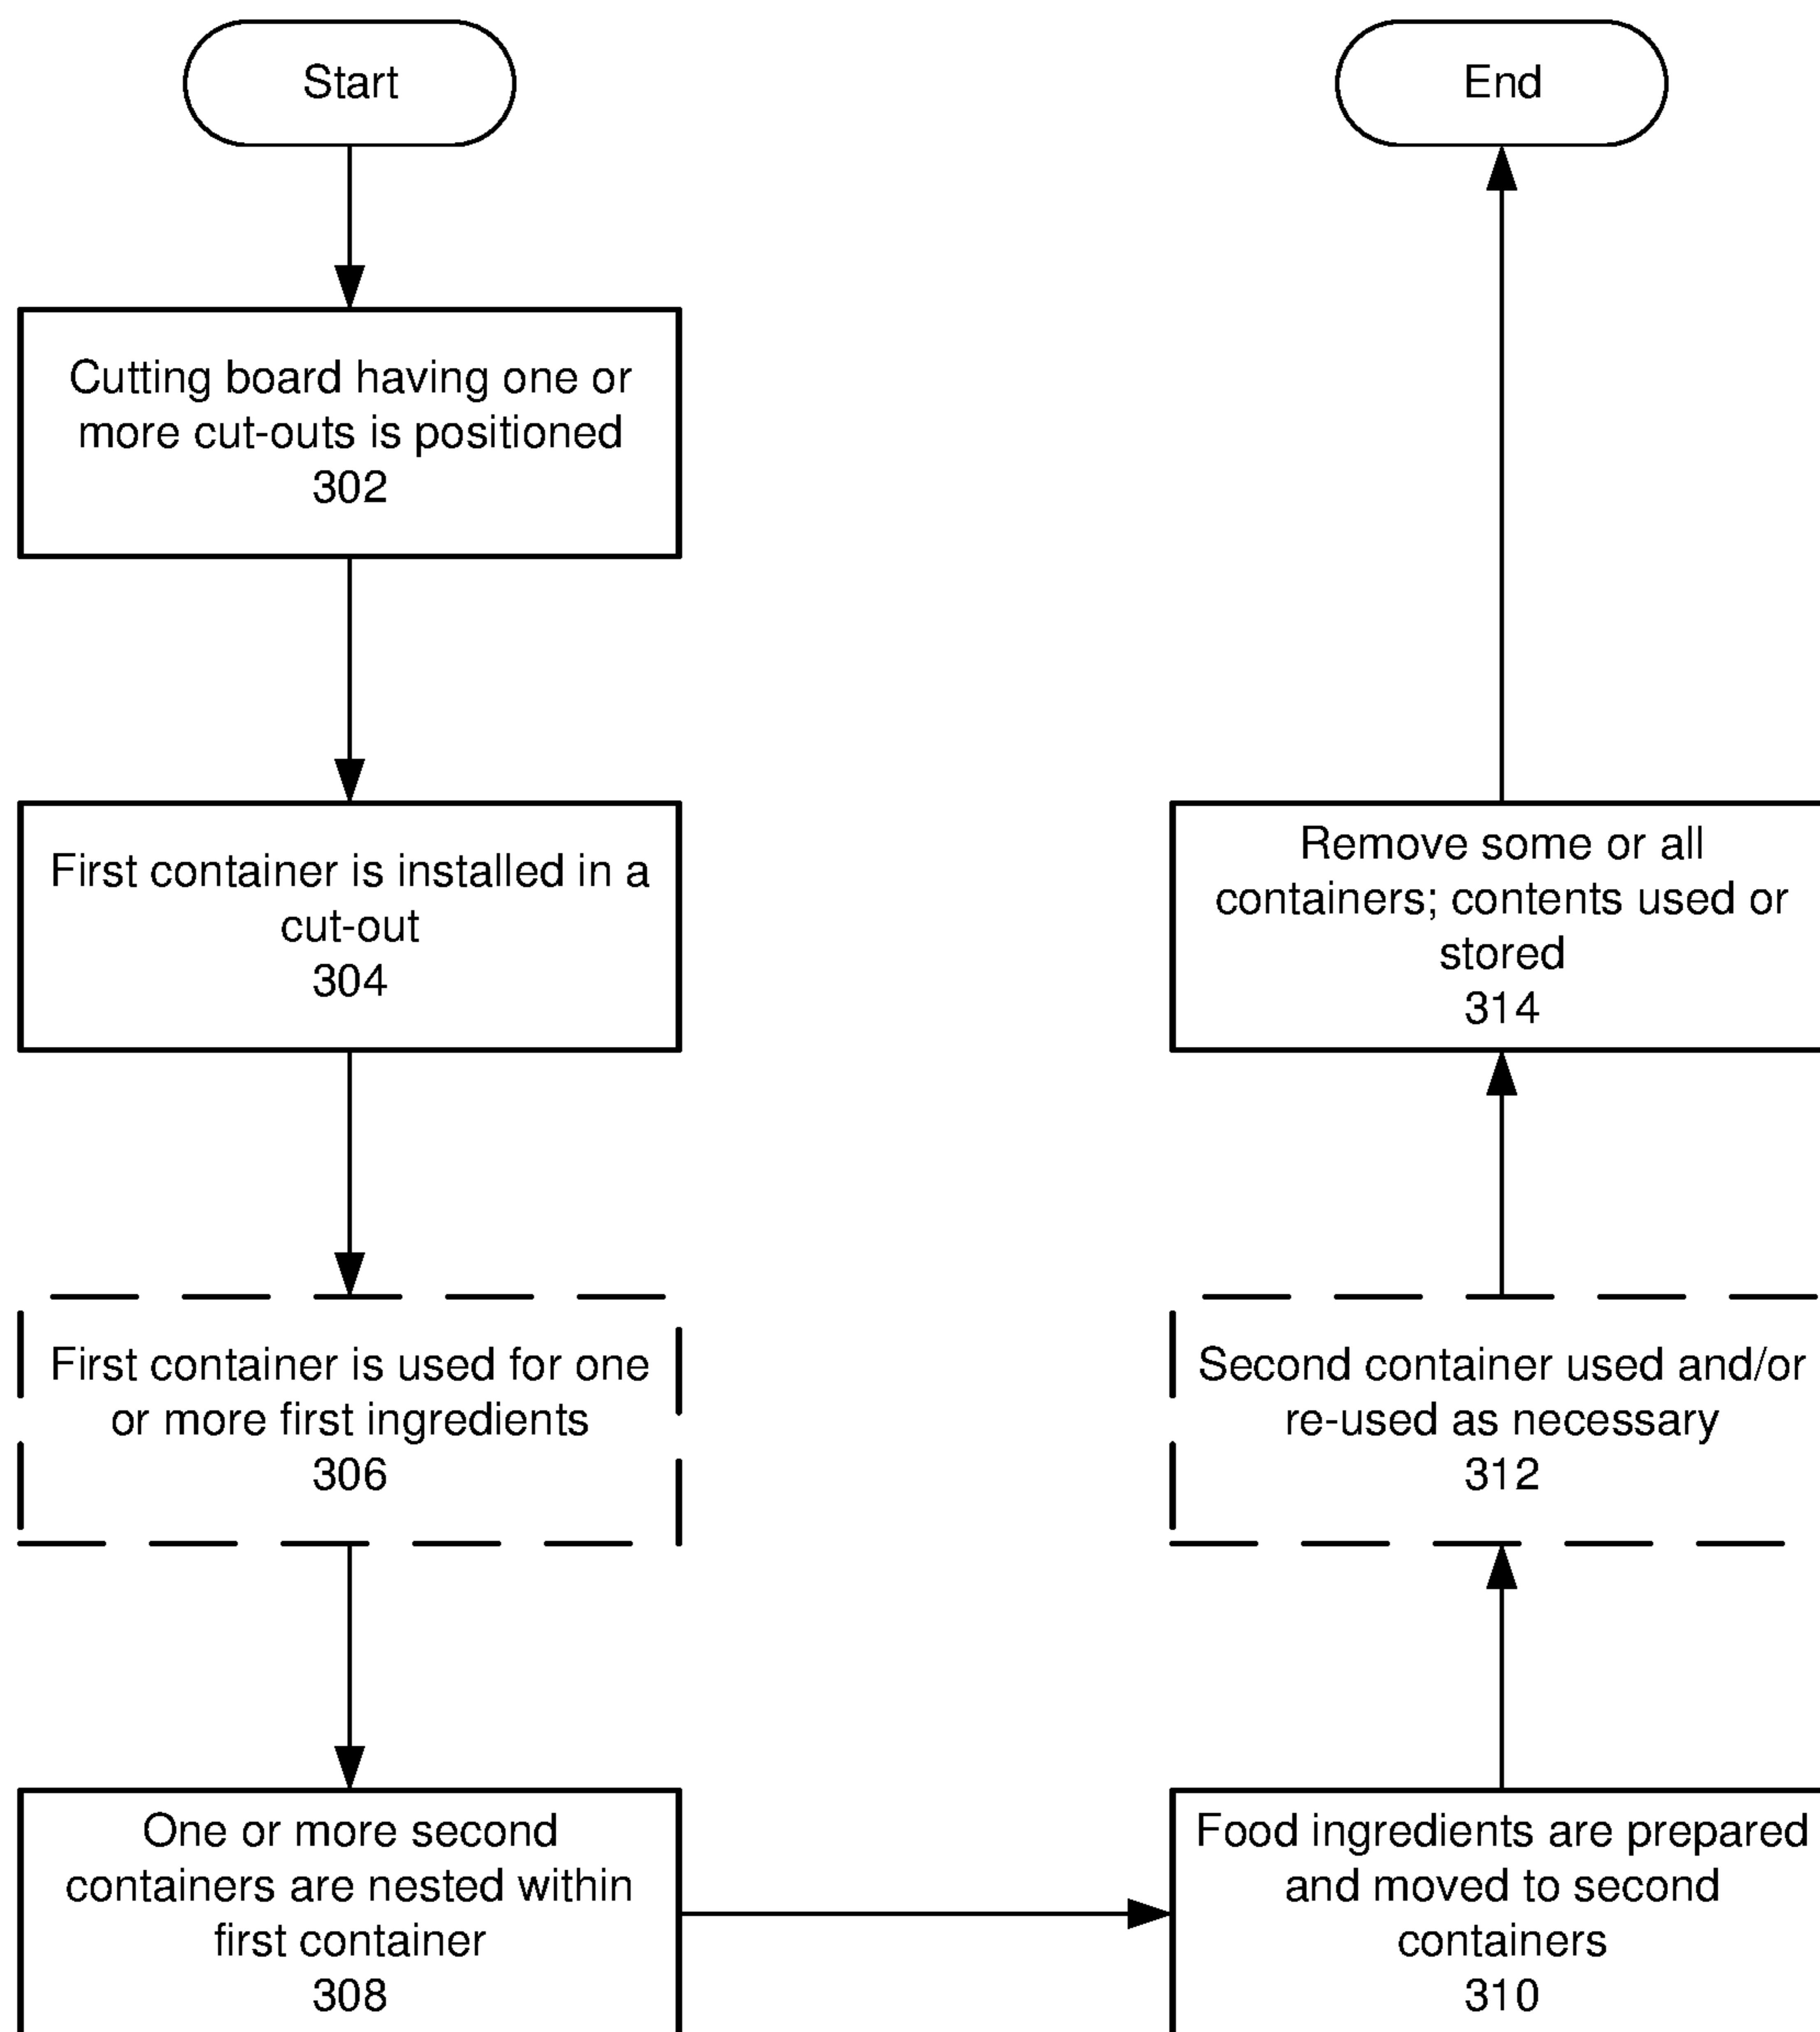 Start
Cutting board having one or
more cut-outs is positioned
302
First container is installed in a
cut-out
304
First container is used for one
or more first ingredients
306
One or more second
containers are nested within
first container
308
Food ingredients are prepared
and moved to second
containers
310
Second container used and/or
re-used as necessary
312
Remove some or all
containers; contents used or
stored
314
End